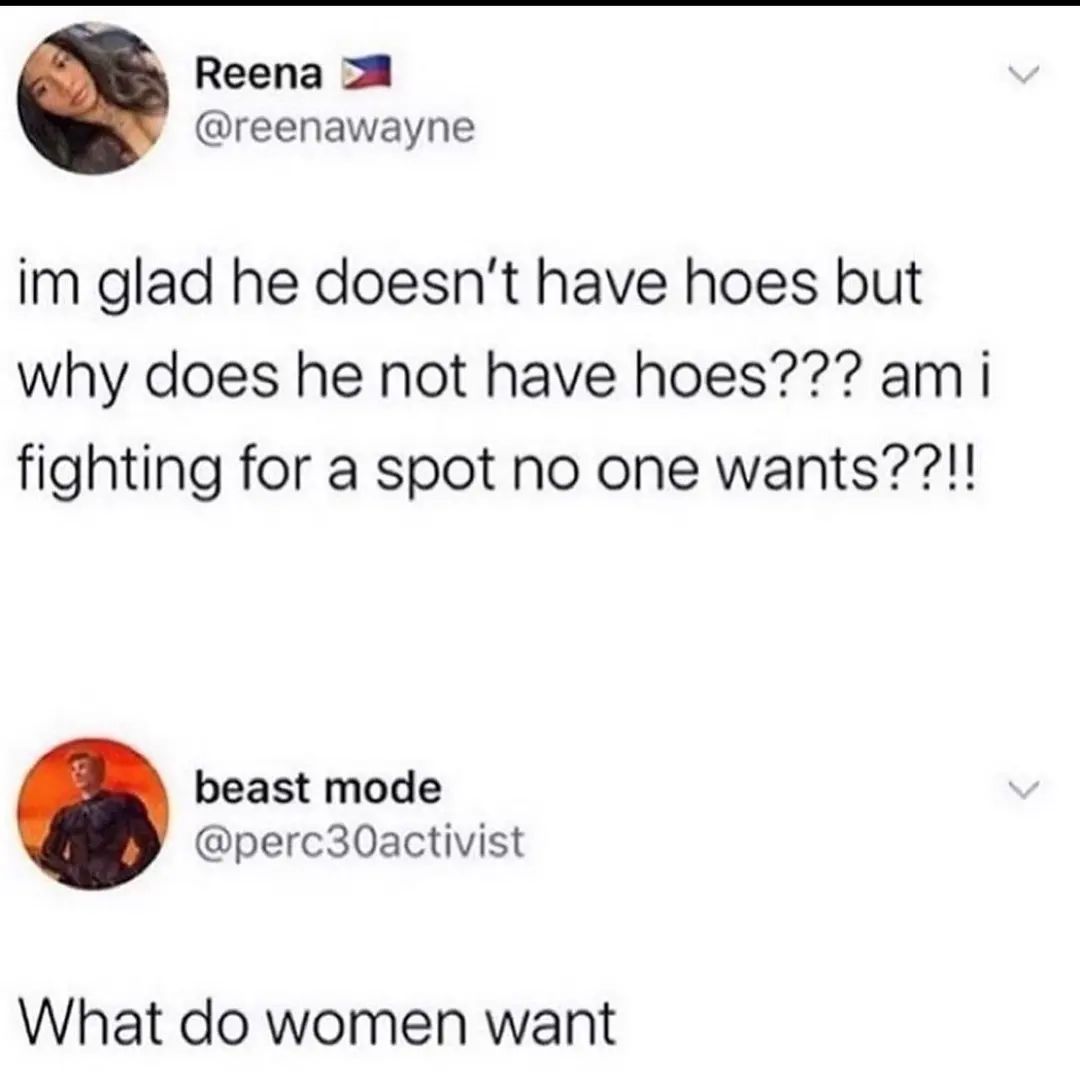 Reena 🇵🇭
@reenawayne
im glad he doesn't have hoes but
why does he not have hoes??? am i
fighting for a spot no one wants??!!
beast mode
@perc30activist
What do women want